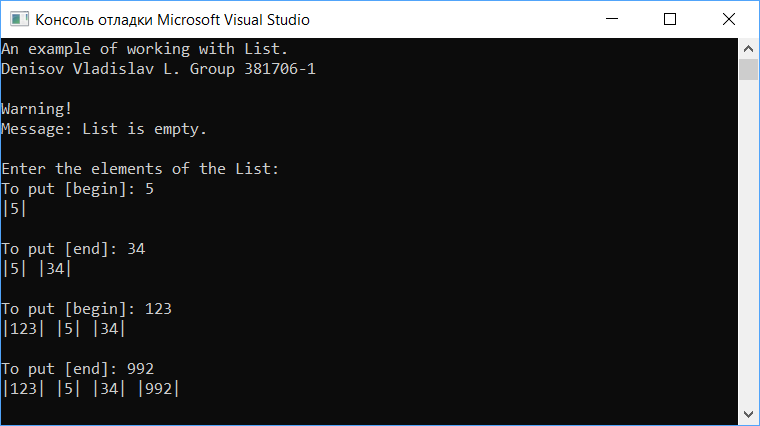 Консоль отладки Microsoft Visual Studio
An example of working with List.
Denisov Vladislav L. Group 381706-1
Warning!
Message: List is empty.
Enter the elements of the List:
To put [begin]: 5
|5|
To put [end]: 34
|5| |34|
To put [begin]: 123
|123| |5| |34|
To put [end]: 992
|123| |5| |34| |992|